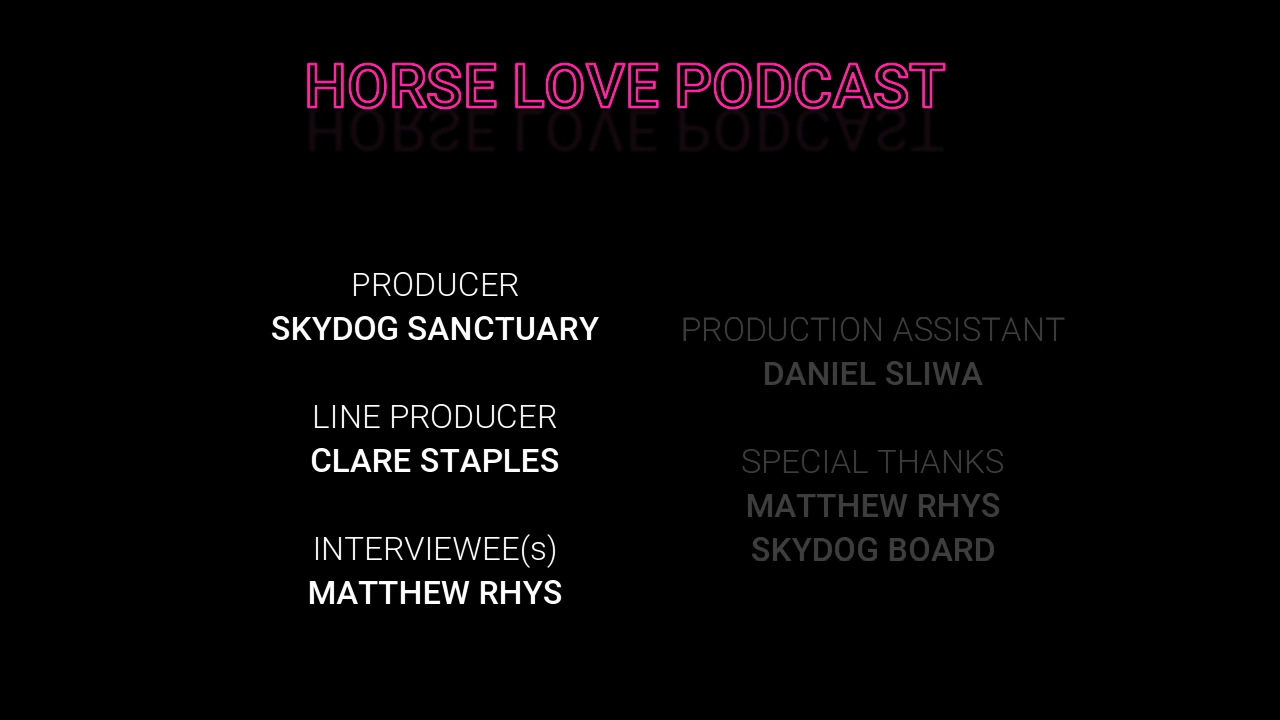 HORSE LOVE PODCAST
PRODUCER
SKYDOG SANCTUARY
LINE PRODUCER
CLARE STAPLES
INTERVIEWEE(s)
MATTHEW RHYS
PRODUCTION ASSISTANT
DANIEL SLIWA
SPECIAL THANKS
MATTHEW RHYS
SKYDOG BOARD